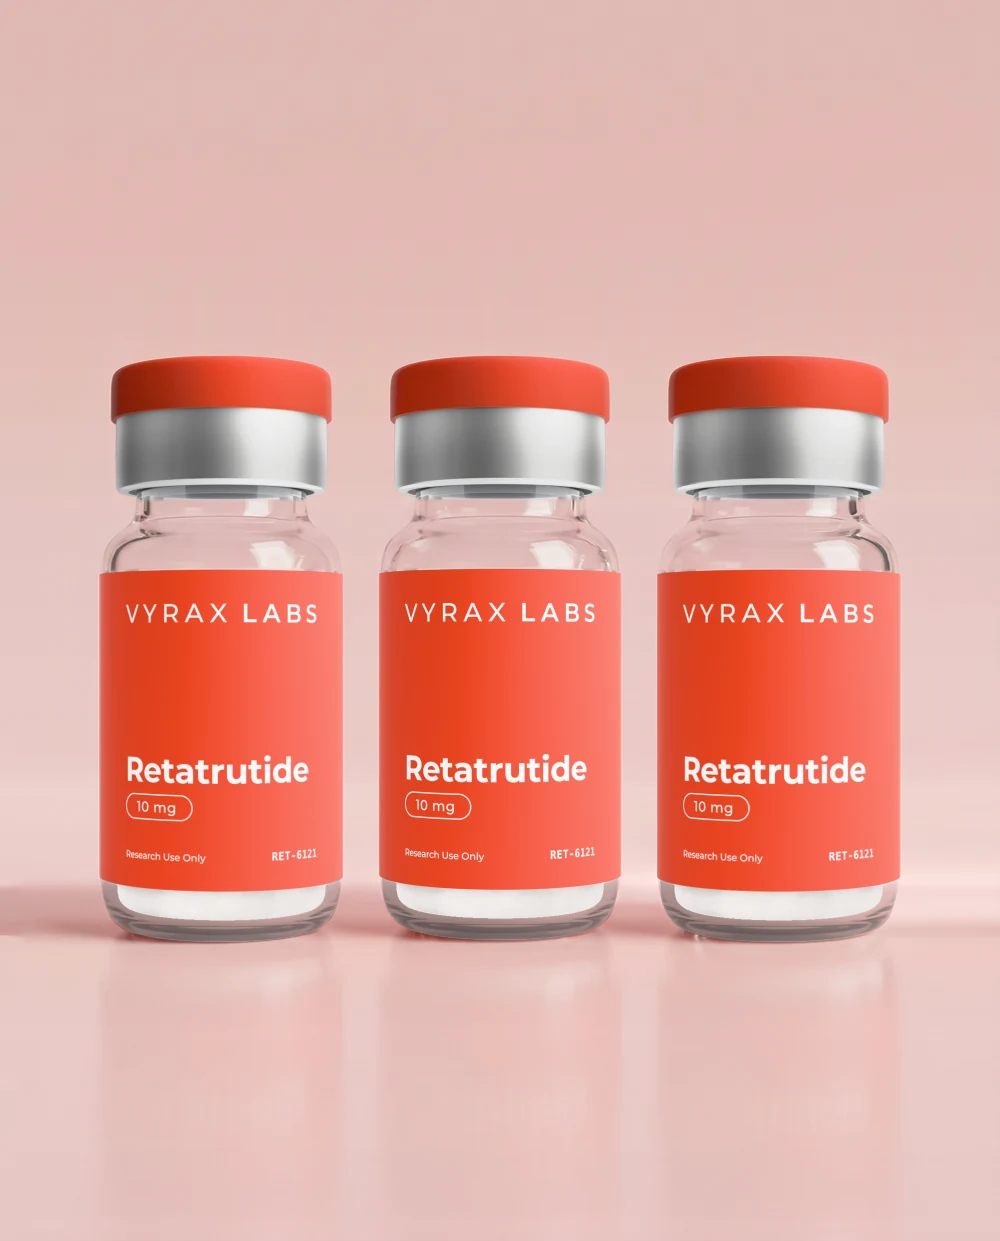 VYRAX LABS
Retatrutide
10 mg
Research Use Only
RET-6121
VYRAX LABS
Retatrutide
10 mg
Research Use Only
RET-6121
VYRAX LABS
Retatrutide
10 mg
Research Use Only
RET-6121